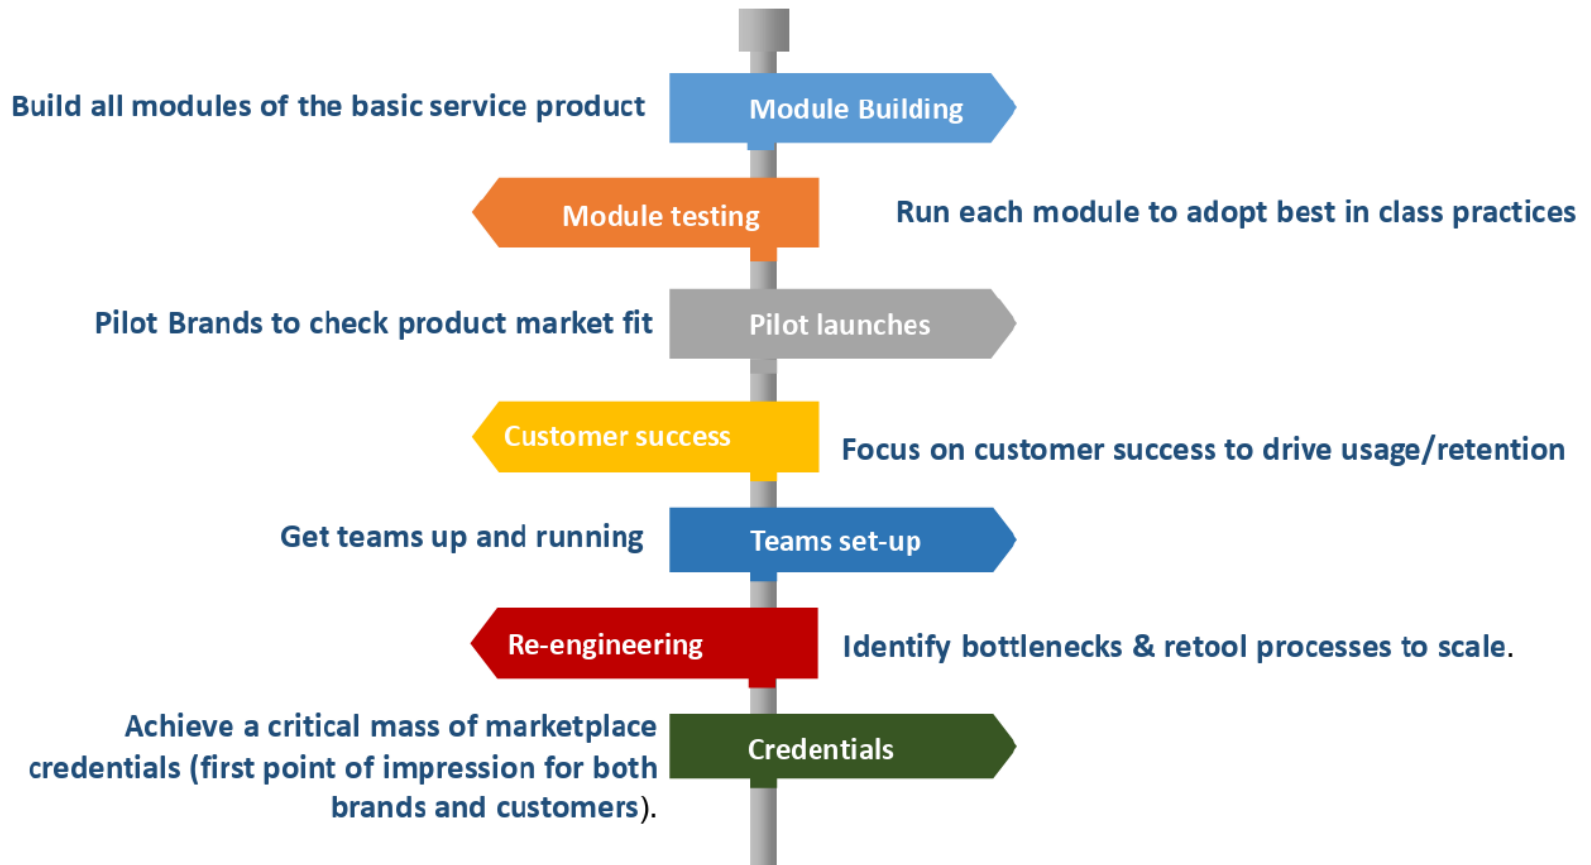 Build all modules of the basic service product
Module Building
Module testing
Run each module to adopt best in class practices
Pilot Brands to check product market fit
Pilot launches
Customer success
Focus on customer success to drive usage/retention
Get teams up and running
Teams set-up
Re-engineering
Identify bottlenecks & retool processes to scale.
Achieve a critical mass of marketplace
credentials (first point of impression for both
brands and customers).
Credentials